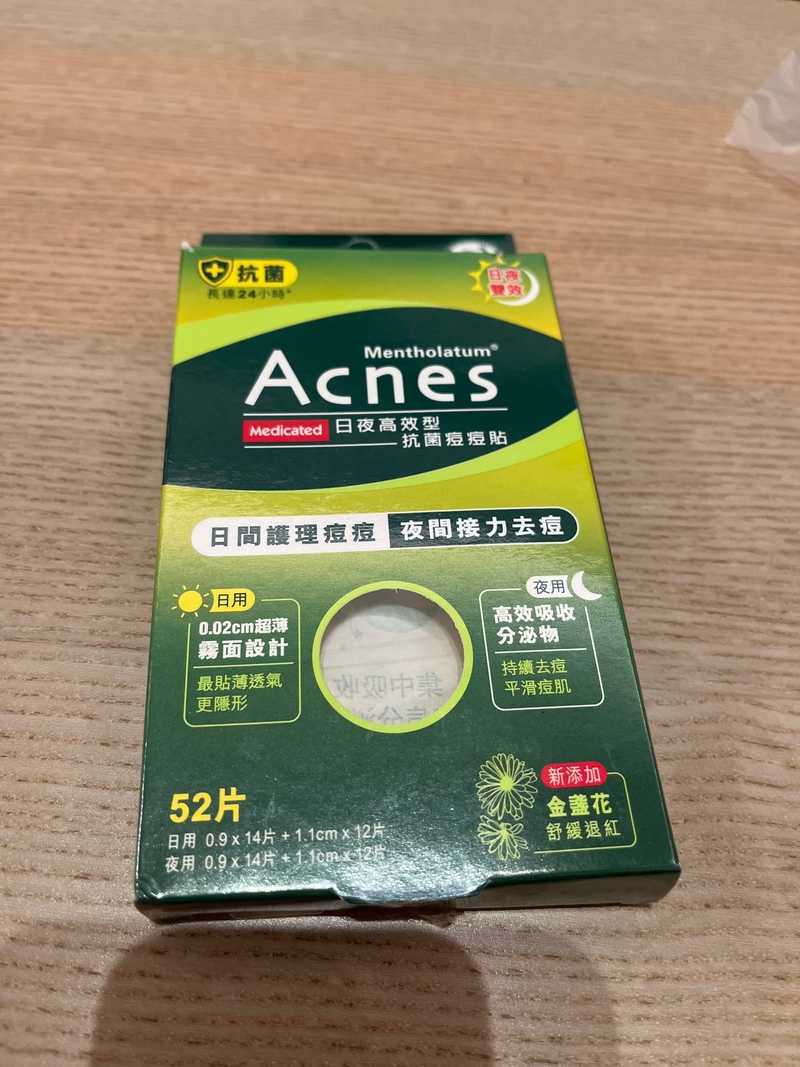 抗菌
長達24小時*
日夜
雙效
Mentholatum®
Acnes
Medicated 日夜高效型
抗菌痘痘貼
日間護理痘痘 夜間接力去痘
日用
0.02cm超薄
霧面設計
最貼薄透氣
更隱形
夜用
高效吸收
分泌物
持續去痘
平滑痘肌
集中吸收
新添加
金盞花
舒緩退紅
52片
日用 0.9 x 14片 + 1.1cm x 12片
夜用 0.9 x 14片 + 1.1cm x 12片